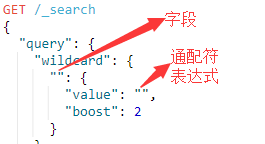 GET /_search
{
"query": {
"wildcard": {
"": {
"value": "",
"boost": 2
}
}
字段
通配符
表达式